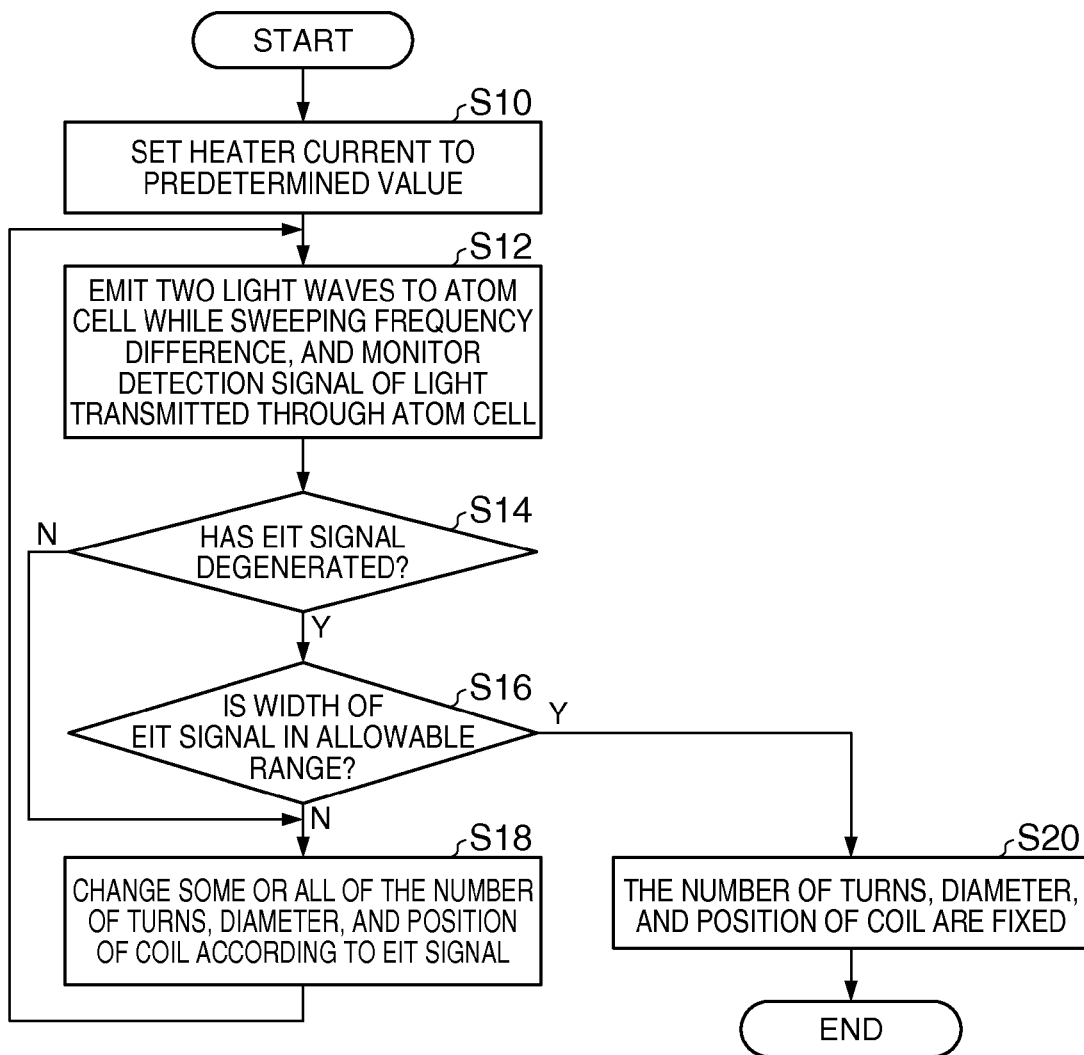 START
S10
SET HEATER CURRENT TO
PREDETERMINED VALUE
S12
EMIT TWO LIGHT WAVES TO ATOM
CELL WHILE SWEEPING FREQUENCY
DIFFERENCE, AND MONITOR
DETECTION SIGNAL OF LIGHT
TRANSMITTED THROUGH ATOM CELL
S14
N
HAS EIT SIGNAL
DEGENERATED?
Y
S16
IS WIDTH OF
EIT SIGNAL IN ALLOWABLE
RANGE?
Y
N
S18
CHANGE SOME OR ALL OF THE NUMBER
OF TURNS, DIAMETER, AND POSITION
OF COIL ACCORDING TO EIT SIGNAL
S20
THE NUMBER OF TURNS, DIAMETER,
AND POSITION OF COIL ARE FIXED
END